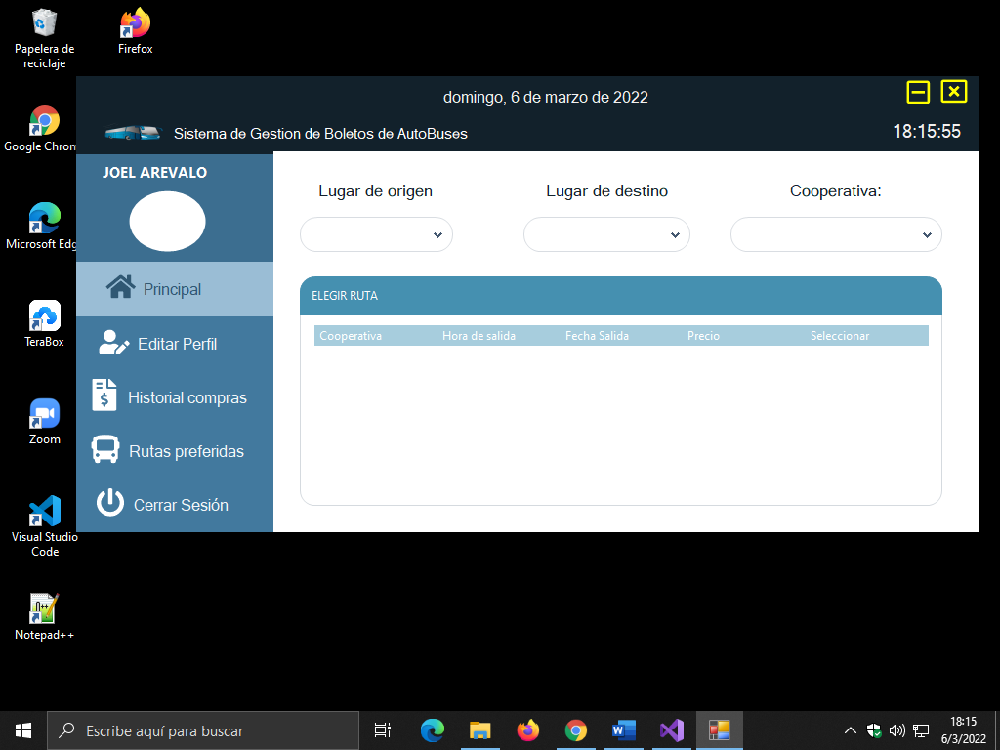 Papelera de
reciclaje
Firefox
Google Chrom
Microsoft Edg
TeraBox
Zoom
Visual Studio
Code
Notepad++
domingo, 6 de marzo de 2022
Sistema de Gestion de Boletos de AutoBuses
18:15:55
JOEL AREVALO
Principal
Editar Perfil
Historial compras
Rutas preferidas
Cerrar Sesión
Lugar de origen
Lugar de destino
Cooperativa:
ELEGIR RUTA
Cooperativa Hora de salida Fecha Salida Precio Seleccionar
Escribe aquí para buscar
18:15
6/3/2022